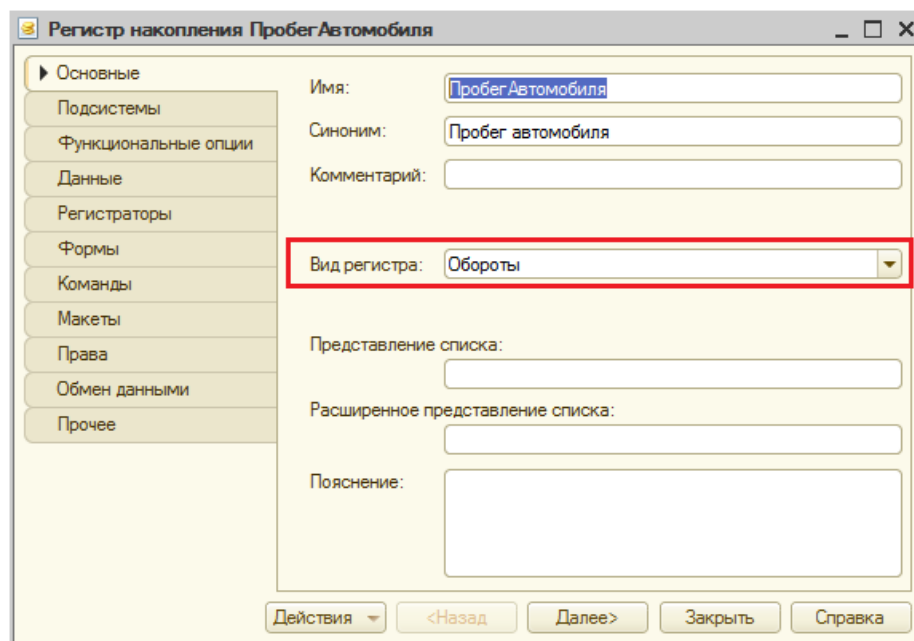 Регистр накопления ПробегАвтомобиля
Основные
Подсистемы
Функциональные опции
Данные
Регистраторы
Формы
Команды
Макеты
Права
Обмен данными
Прочее
Имя: ПробегАвтомобиля
Синоним: Пробег автомобиля
Комментарий:
Вид регистра: Обороты
Представление списка:
Расширенное представление списка:
Пояснение:
Действия <Назад Далее> Закрыть Справка